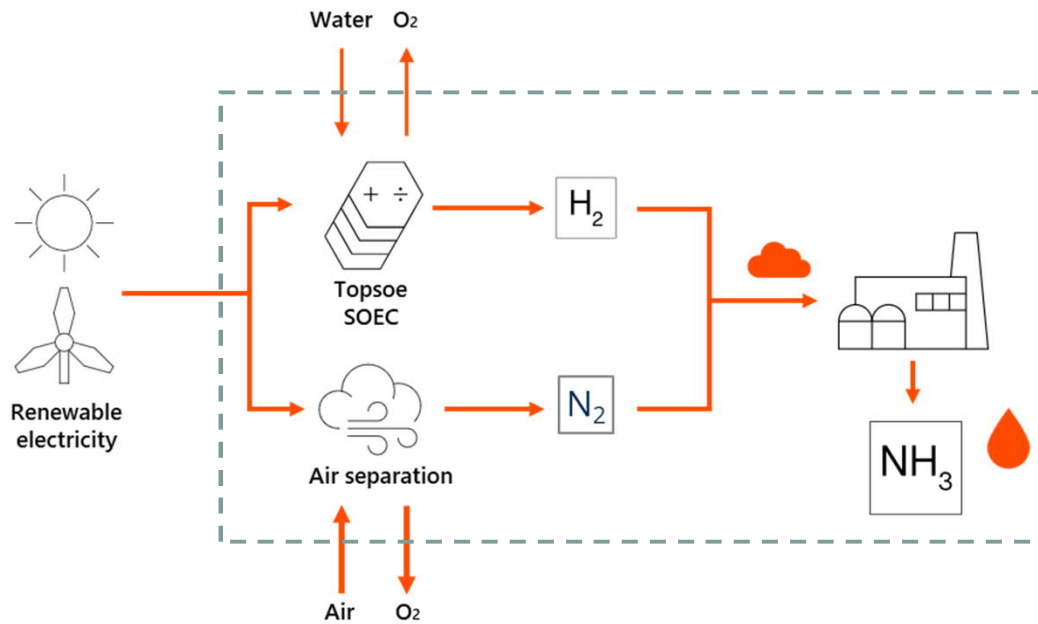 Water O₂
+ ÷
H₂
Topsoe
SOEC
Renewable
electricity
N₂
Air separation
NH₃
Air O₂